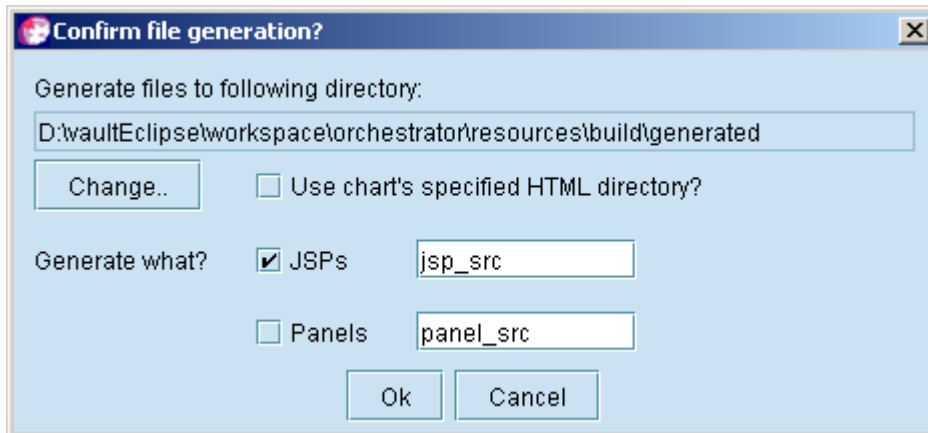 Confirm file generation?
Generate files to following directory:
D:\vaultEclipse\workspace\orchestrator\resources\build\generated
Change.. Use chart's specified HTML directory?
Generate what? JSPs jsp_src
Panels panel_src
Ok Cancel